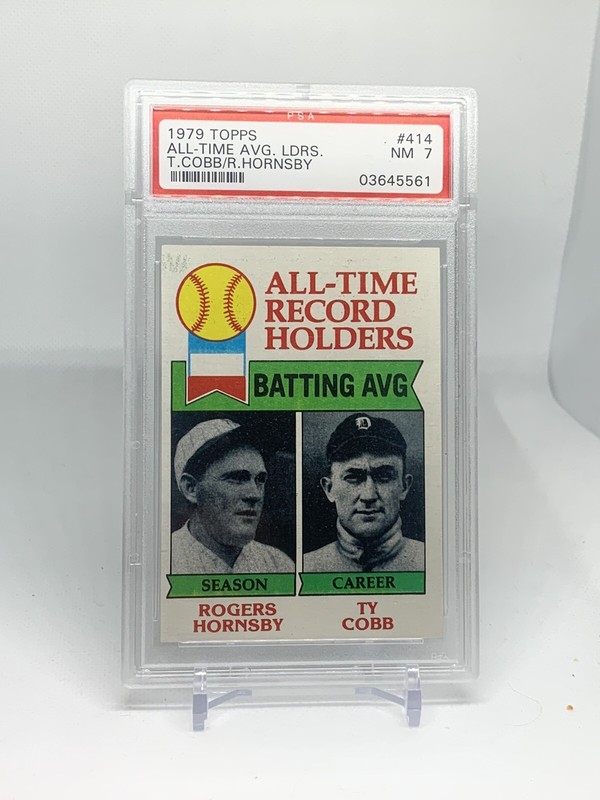 PSA
1979 TOPPS #414
ALL-TIME AVG. LDRS. NM 7
T.COBB/R.HORNSBY
03645561
ALL-TIME
RECORD
HOLDERS
BATTING AVG
D
SEASON CAREER
ROGERS TY
HORNSBY COBB